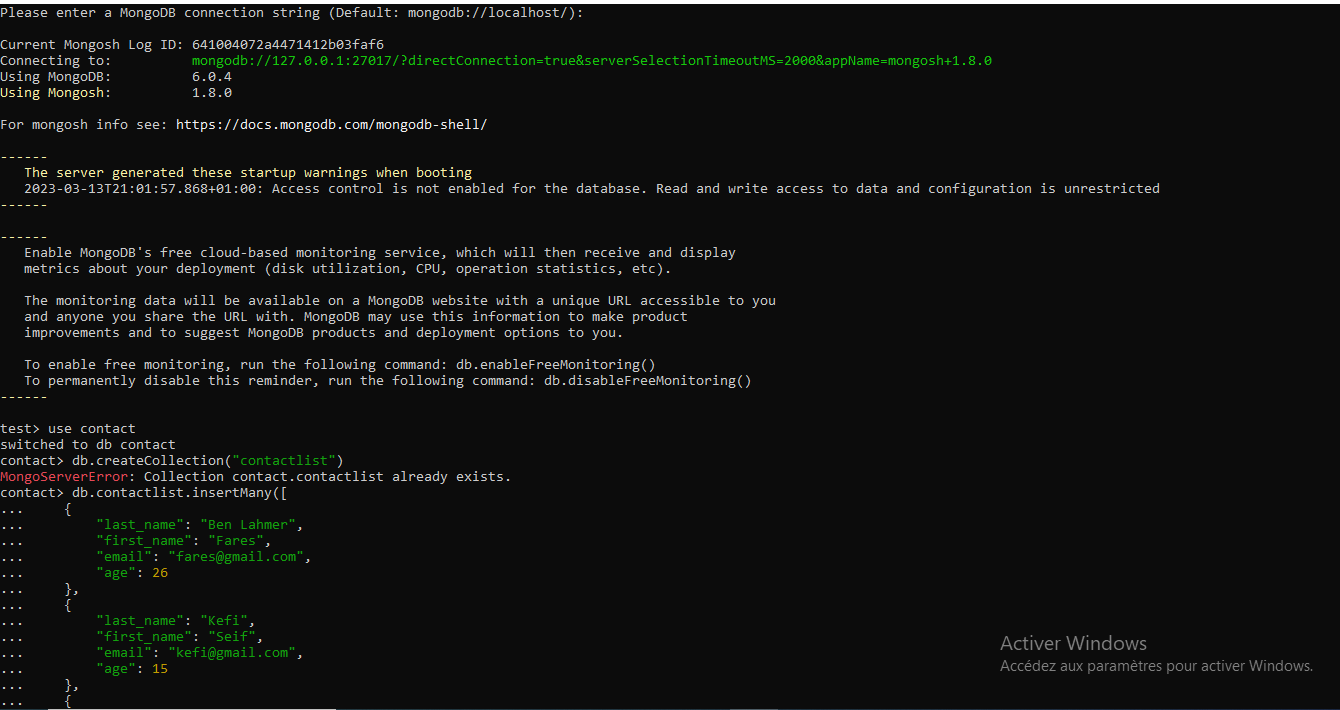 Please enter a MongoDB connection string (Default: mongodb://localhost/):
Current Mongosh Log ID: 641004072a4471412b03faf6
Connecting to:          mongodb://127.0.0.1:27017/?directConnection=true&serverSelectionTimeoutMS=2000&appName=mongosh+1.8.0
Using MongoDB:          6.0.4
Using Mongosh:          1.8.0
For mongosh info see: https://docs.mongodb.com/mongodb-shell/
------
   The server generated these startup warnings when booting
   2023-03-13T21:01:57.868+01:00: Access control is not enabled for the database. Read and write access to data and configuration is unrestricted
------
------
   Enable MongoDB's free cloud-based monitoring service, which will then receive and display
   metrics about your deployment (disk utilization, CPU, operation statistics, etc).
   The monitoring data will be available on a MongoDB website with a unique URL accessible to you
   and anyone you share the URL with. MongoDB may use this information to make product
   improvements and to suggest MongoDB products and deployment options to you.
   To enable free monitoring, run the following command: db.enableFreeMonitoring()
   To permanently disable this reminder, run the following command: db.disableFreeMonitoring()
------
test> use contact
switched to db contact
contact> db.createCollection("contactlist")
MongoServerError: Collection contact.contactlist already exists.
contact> db.contactlist.insertMany([
...     {
...         "last_name": "Ben Lahmer",
...         "first_name": "Fares",
...         "email": "fares@gmail.com",
...         "age": 26
...     },
...     {
...         "last_name": "Kefi",
...         "first_name": "Seif",
...         "email": "kefi@gmail.com",
...         "age": 15
...     },
...     {
Activer Windows
Accédez aux paramètres pour activer Windows.